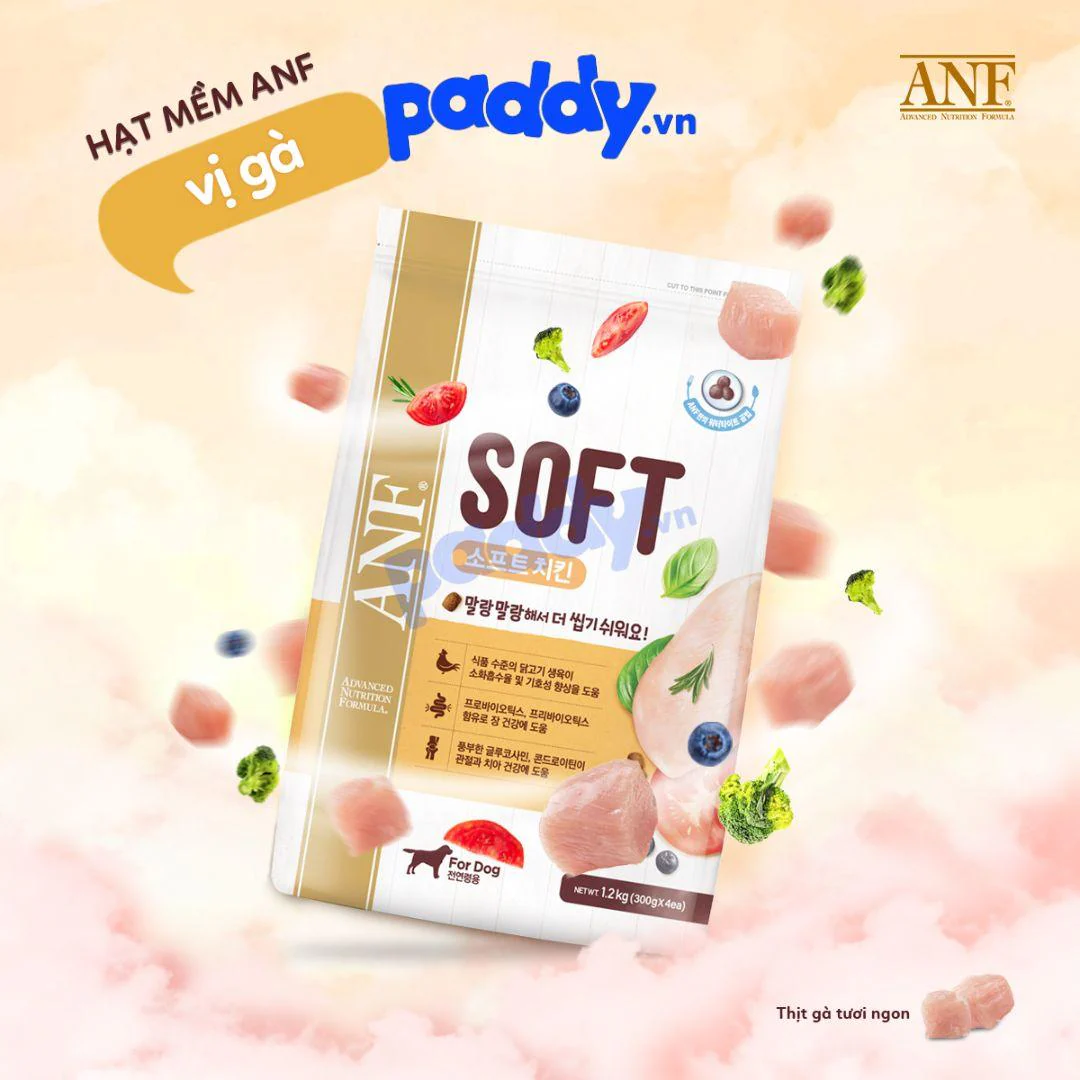 HẠT MỀM ANF
vị gà
paddy.vn
ANF®
ADVANCED NUTRITION FORMULA
CUT TO THIS POINT
ANF
SOFT
paddy.vn
소프트 치킨
말랑말랑해서 더 씹기 쉬워요!
식품 수준의 닭고기 생육이
소화흡수율 및 기호성 향상을 도움
프로바이오틱스, 프리바이오틱스
함유로 장 건강에 도움
풍부한 글루코사민, 콘드로이틴이
관절과 치아 건강에 도움
ANF®
ADVANCED
NUTRITION
FORMULA®
For Dog
전연령용
NET WT. 1.2 kg (300gX4ea)
Thịt gà tươi ngon